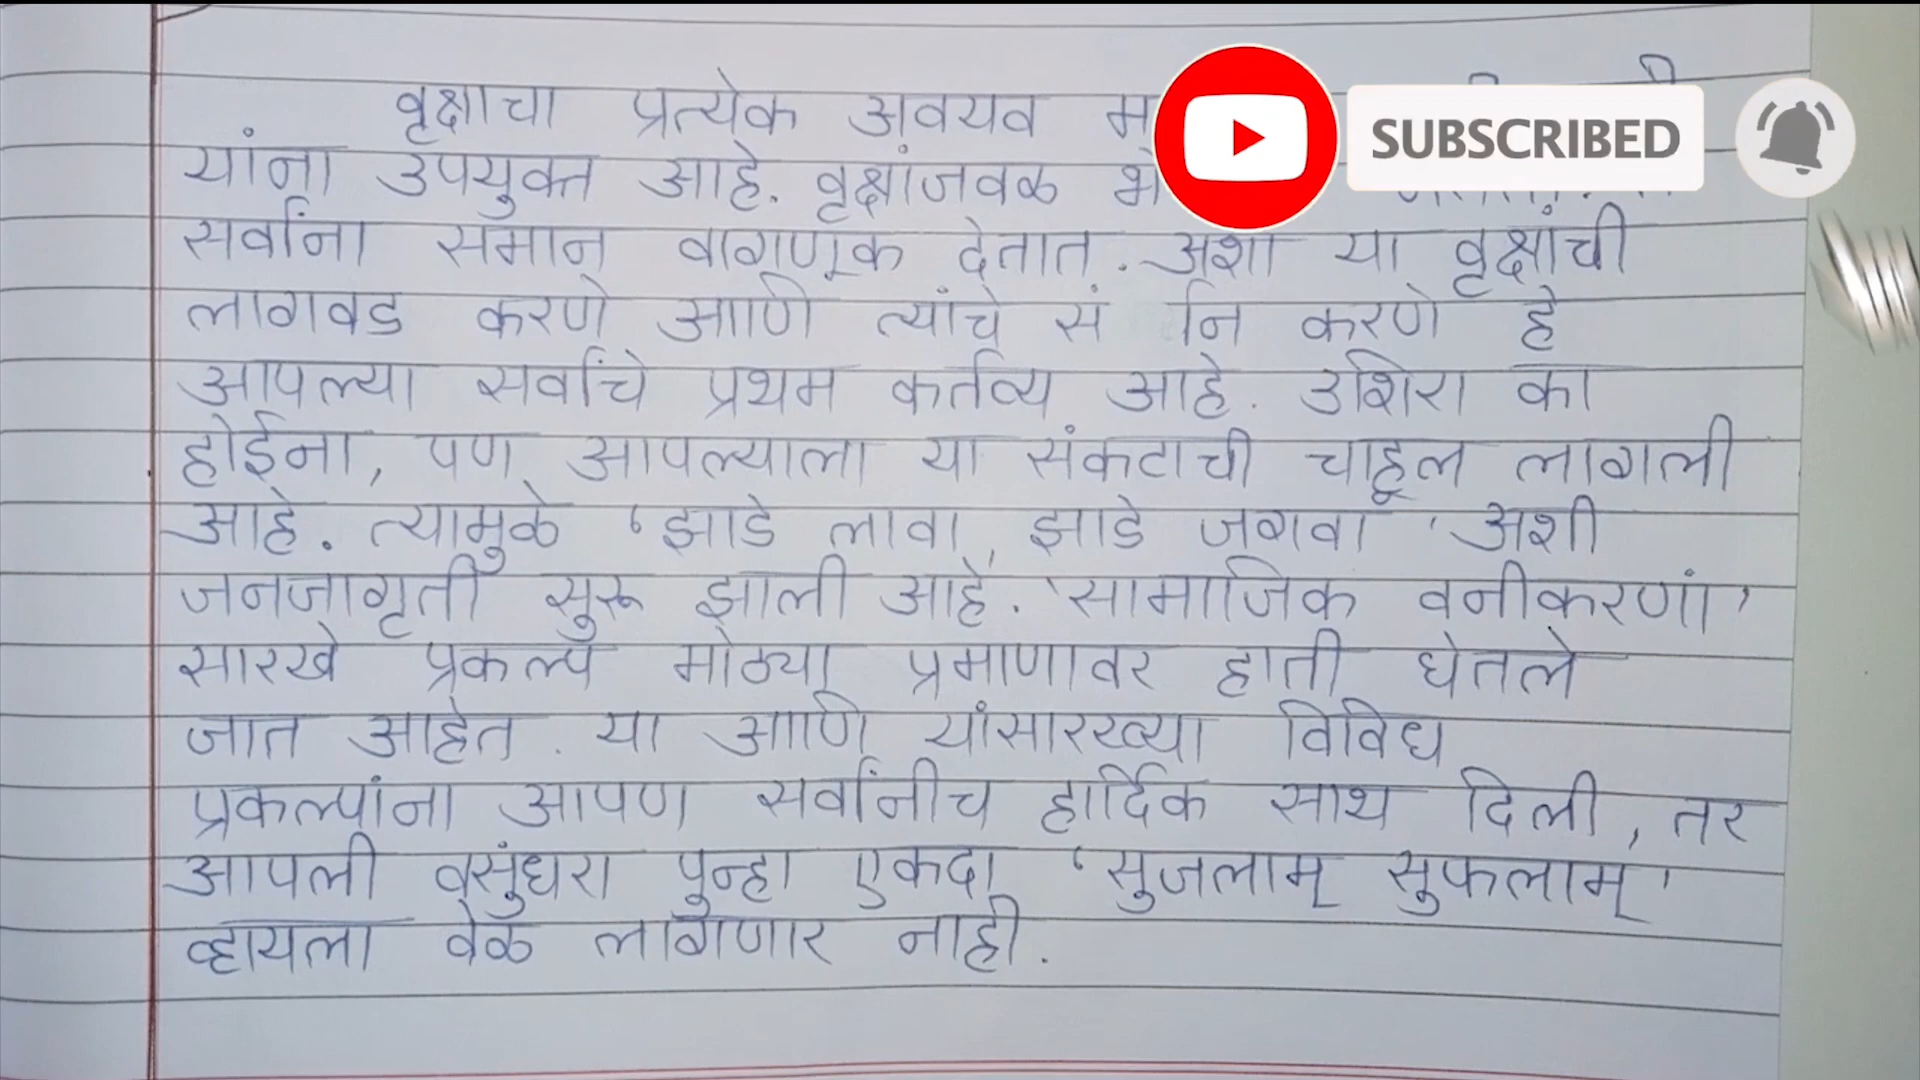 वृक्षाचा प्रत्येक अवयव
SUBSCRIBED
यांना उपयुक्त आहे. वृक्षांजवळ
सर्वांना समान वागणूक देतात. अशा या वृक्षांची
लागवड करणे आणि त्यांचे करणे हे
आपल्या सर्वांचे प्रथम कर्तव्य आहे. उशिरा का
होईना, पण आपल्याला या संकटाची चाहूल लागली
आहे. त्यामुळे 'झाडे लावा, झाडे जगवा' अशी
जनजागृती सुरू झाली आहे. 'सामाजिक वनीकरणां'
सारखे प्रकल्प मोठ्या प्रमाणावर हाती घेतले
जात आहेत. या आणि यांसारख्या विविध
प्रकल्पांना आपण सर्वांनीच हार्दिक साथ दिली, तर
आपली वसुंधरा पुन्हा एकदा 'सुजलाम् सुफलाम्'
व्हायला वेळ लागणार नाही.